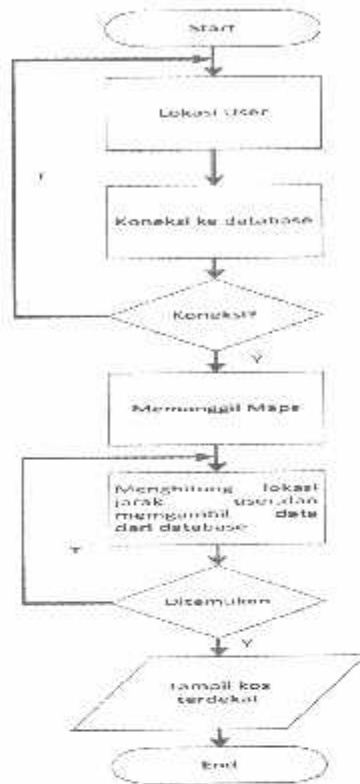 Start
Lokasi User
Koneksi ke database
Koneksi?
Y
Memanggil Maps
Menghitung lokasi
jarak user dan
mengambil data
dari database
Ditemukan
Y
Tampil kos
terdekat
End